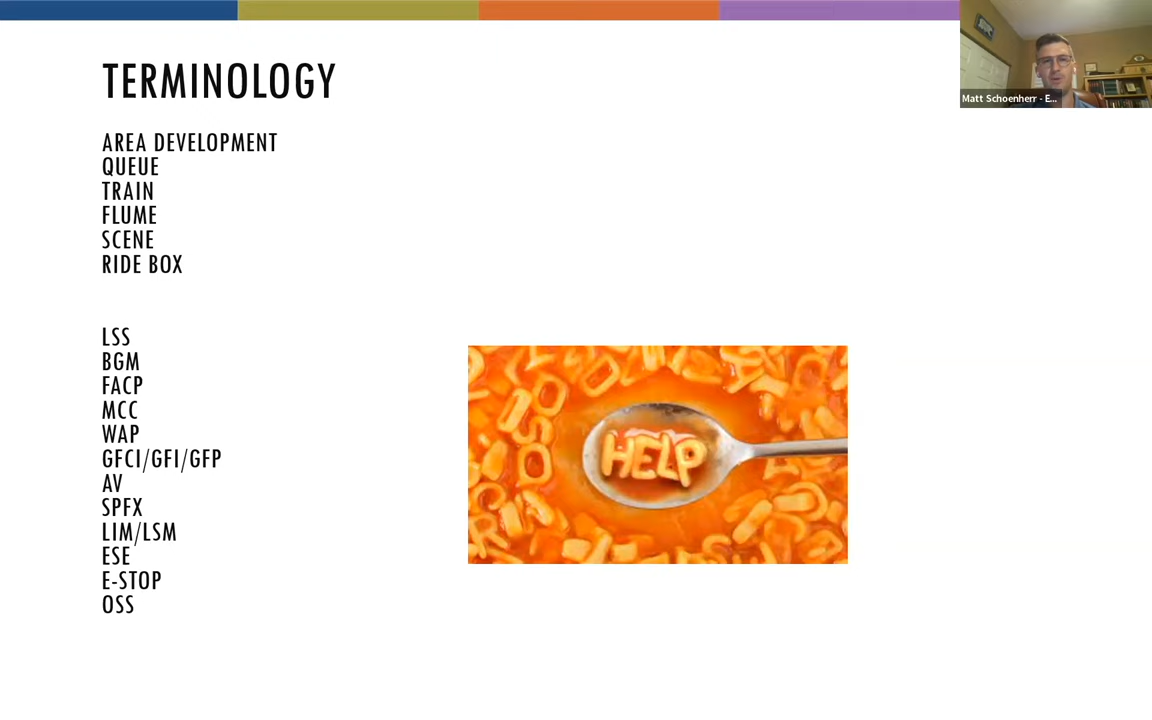 TERMINOLOGY
Matt Schoenherr - E...
AREA DEVELOPMENT
QUEUE
TRAIN
FLUME
SCENE
RIDE BOX
LSS
BGM
FACP
MCC
WAP
GFCI/GFI/GFP
AV
SPFX
LIM/LSM
ESE
E-STOP
OSS
HELP